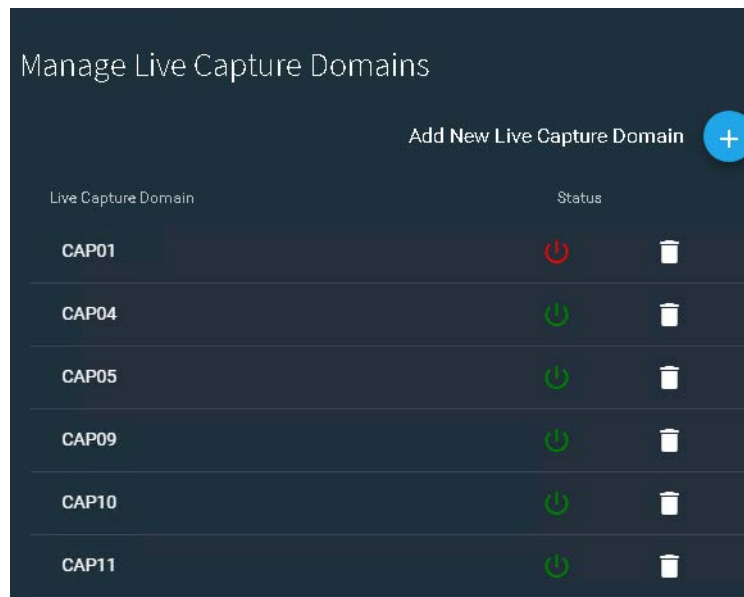 Manage Live Capture Domains
Add New Live Capture Domain
Live Capture Domain Status
CAP01
CAP04
CAP05
CAP09
CAP10
CAP11